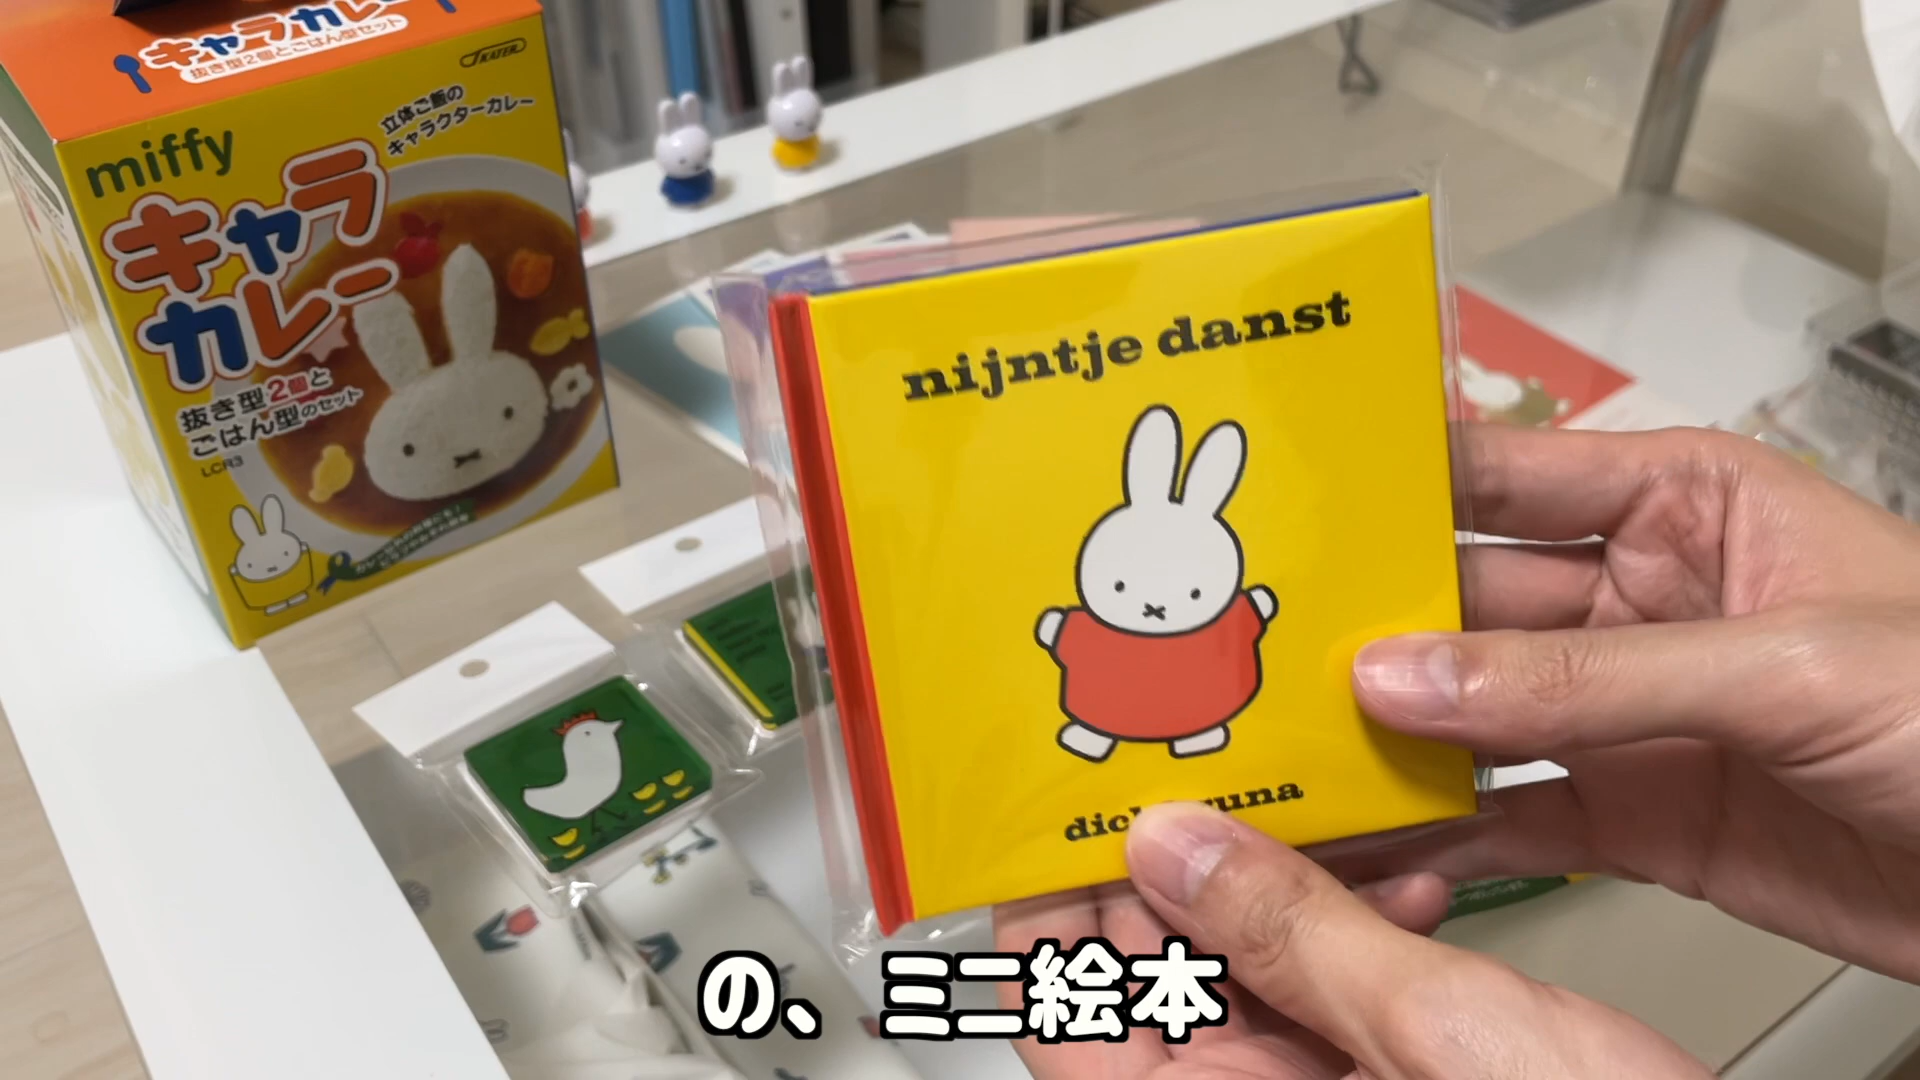 キャラカレー
抜き型2個とごはん型セット
SKATER
立体ご飯の
キャラクターカレー
miffy
キャラ
カレー
抜き型2個と
ごはん型のセット
LCR3
nijntje danst
の、ミニ絵本